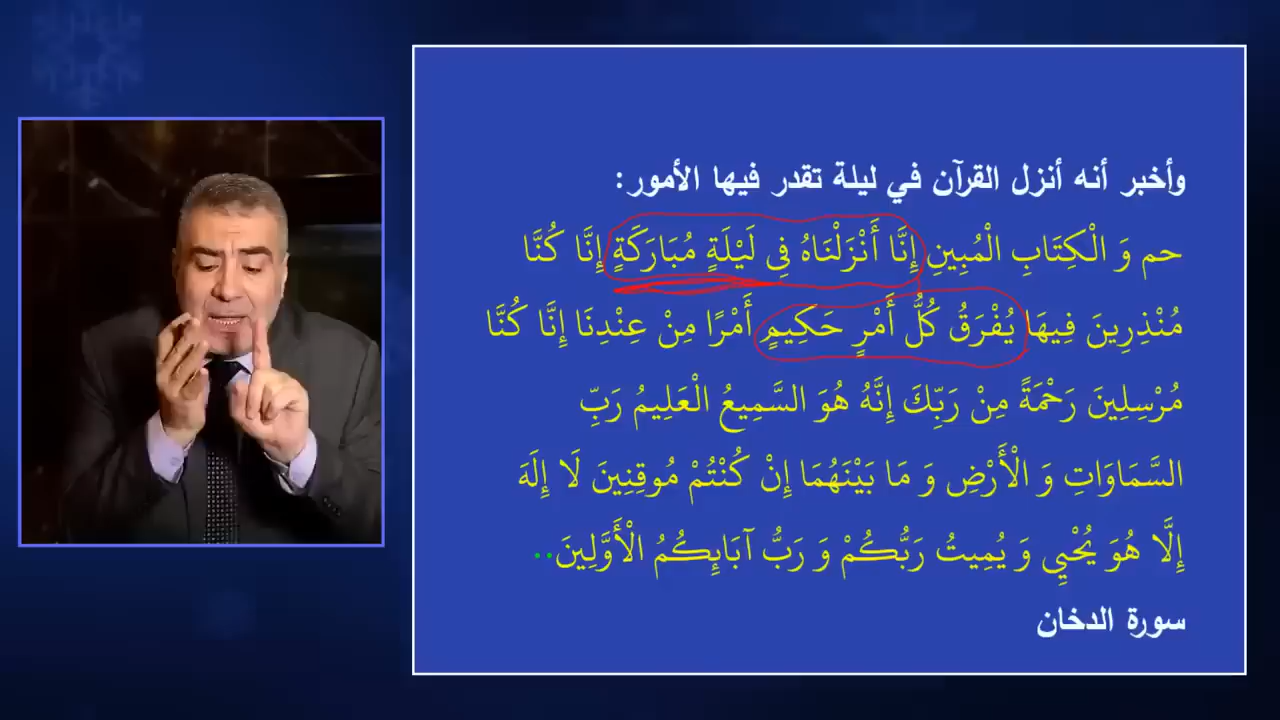 وأخبر أنه أنزل القرآن في ليلة تقدر فيها الأمور:
حم وَ الْكِتَابِ الْمُبِينِ إِنَّا أَنْزَلْنَاهُ فِي لَيْلَةٍ مُبَارَكَةٍ إِنَّا كُنَّا
مُنْذِرِينَ فِيهَا يُفْرَقُ كُلُّ أَمْرٍ حَكِيمٍ أَمْرًا مِنْ عِنْدِنَا إِنَّا كُنَّا
مُرْسِلِينَ رَحْمَةً مِنْ رَبِّكَ إِنَّهُ هُوَ السَّمِيعُ الْعَلِيمُ رَبِّ
السَّمَاوَاتِ وَ الْأَرْضِ وَ مَا بَيْنَهُمَا إِنْ كُنْتُمْ مُوقِنِينَ لَا إِلَهَ
إِلَّا هُوَ يُحْيِي وَ يُمِيتُ رَبُّكُمْ وَ رَبُّ آبَائِكُمُ الْأَوَّلِينَ..
سورة الدخان